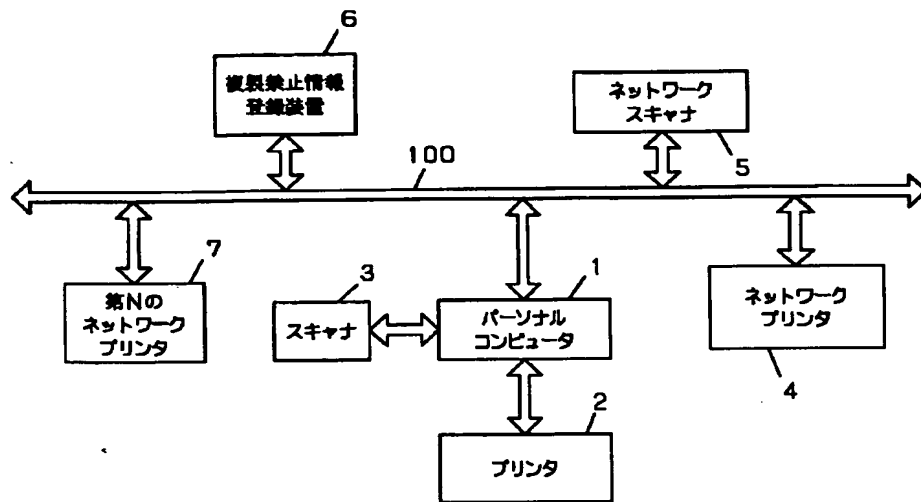 6
複製禁止情報
登録装置
ネットワーク
スキャナ
5
100
7
第Nの
ネットワーク
プリンタ
3
スキャナ
1
パーソナル
コンピュータ
ネットワーク
プリンタ
4
2
プリンタ